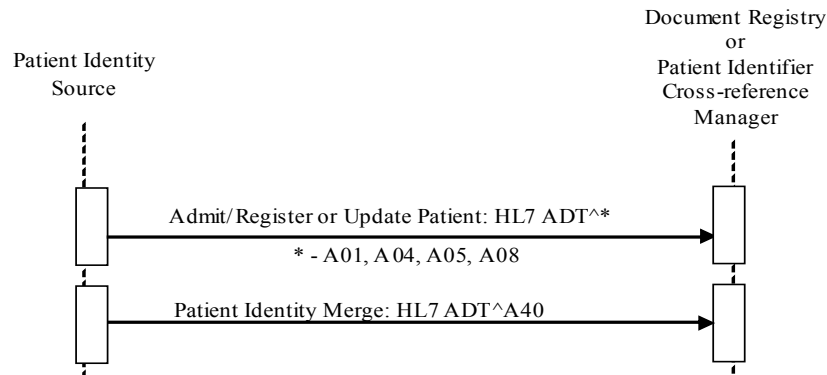 Patient Identity
Source
Document Registry
or
Patient Identifier
Cross-reference
Manager
Admit/Register or Update Patient: HL7 ADT^*
* - A01, A04, A05, A08
Patient Identity Merge: HL7 ADT^A40